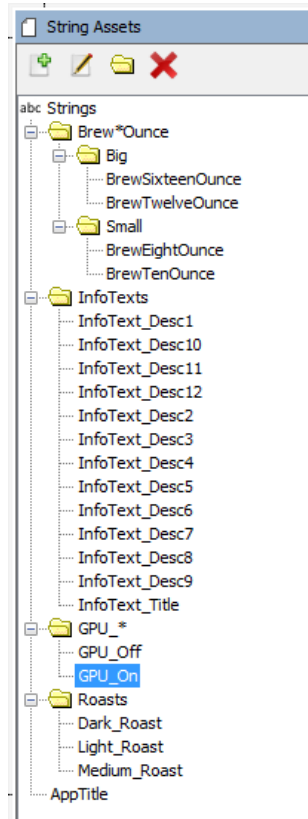 String Assets
abc Strings
Brew*Ounce
Big
BrewSixteenOunce
BrewTwelveOunce
Small
BrewEightOunce
BrewTenOunce
InfoTexts
InfoText_Desc1
InfoText_Desc10
InfoText_Desc11
InfoText_Desc12
InfoText_Desc2
InfoText_Desc3
InfoText_Desc4
InfoText_Desc5
InfoText_Desc6
InfoText_Desc7
InfoText_Desc8
InfoText_Desc9
InfoText_Title
GPU_*
GPU_Off
GPU_On
Roasts
Dark_Roast
Light_Roast
Medium_Roast
AppTitle